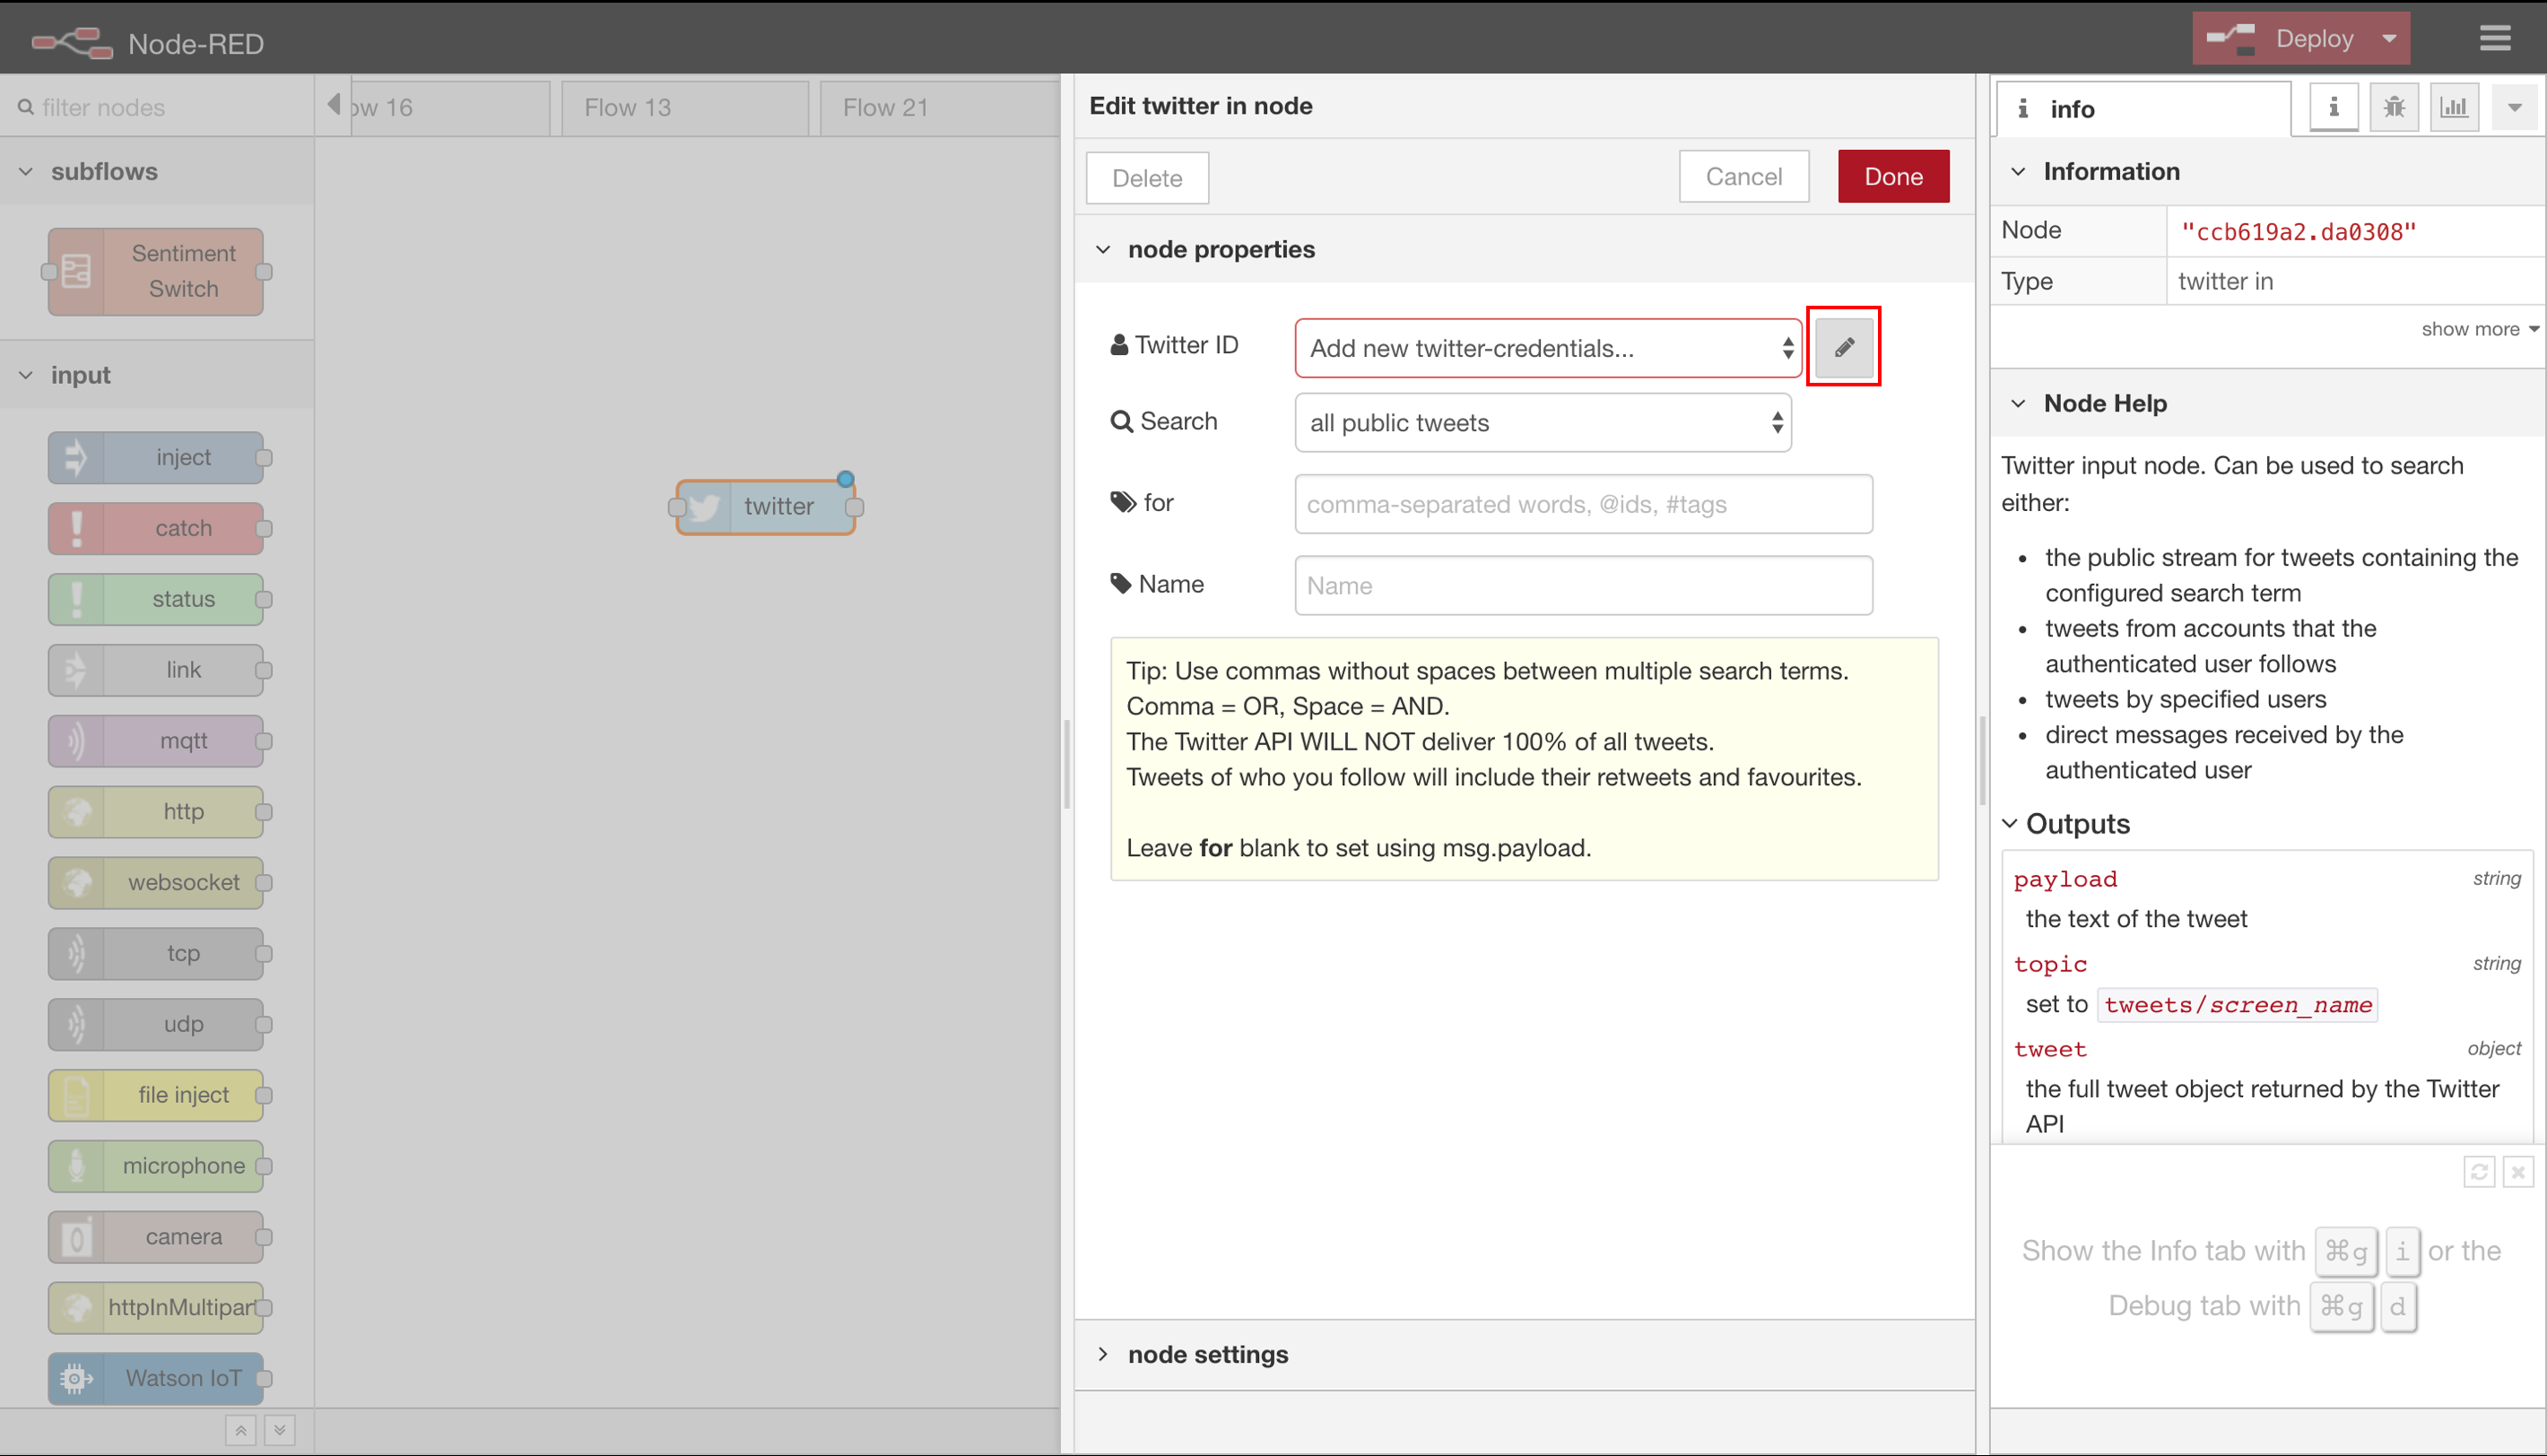 Node-RED
Deploy
filter nodes
ow 16
Flow 13
Flow 21
subflows
Sentiment
Switch
input
inject
catch
status
link
mqtt
http
websocket
tcp
udp
file inject
microphone
camera
httpInMultipar
Watson IoT
twitter
Edit twitter in node
Delete
Cancel
Done
node properties
Twitter ID
Add new twitter-credentials...
Search
all public tweets
for
comma-separated words, @ids, #tags
Name
Name
Tip: Use commas without spaces between multiple search terms.
Comma = OR, Space = AND.
The Twitter API WILL NOT deliver 100% of all tweets.
Tweets of who you follow will include their retweets and favourites.
Leave for blank to set using msg.payload.
node settings
info
Information
Node
"ccb619a2.da0308"
Type
twitter in
show more
Node Help
Twitter input node. Can be used to search
either:
• the public stream for tweets containing the
configured search term
• tweets from accounts that the
authenticated user follows
• tweets by specified users
• direct messages received by the
authenticated user
Outputs
payload string
the text of the tweet
topic string
set to tweets/screen_name
tweet object
the full tweet object returned by the Twitter
API
Show the Info tab with ⌘g i or the
Debug tab with ⌘g d